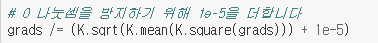 # 0 나눗셈을 방지하기 위해 1e-5을 더합니다
grads /= (K.sqrt(K.mean(K.square(grads))) + 1e-5)